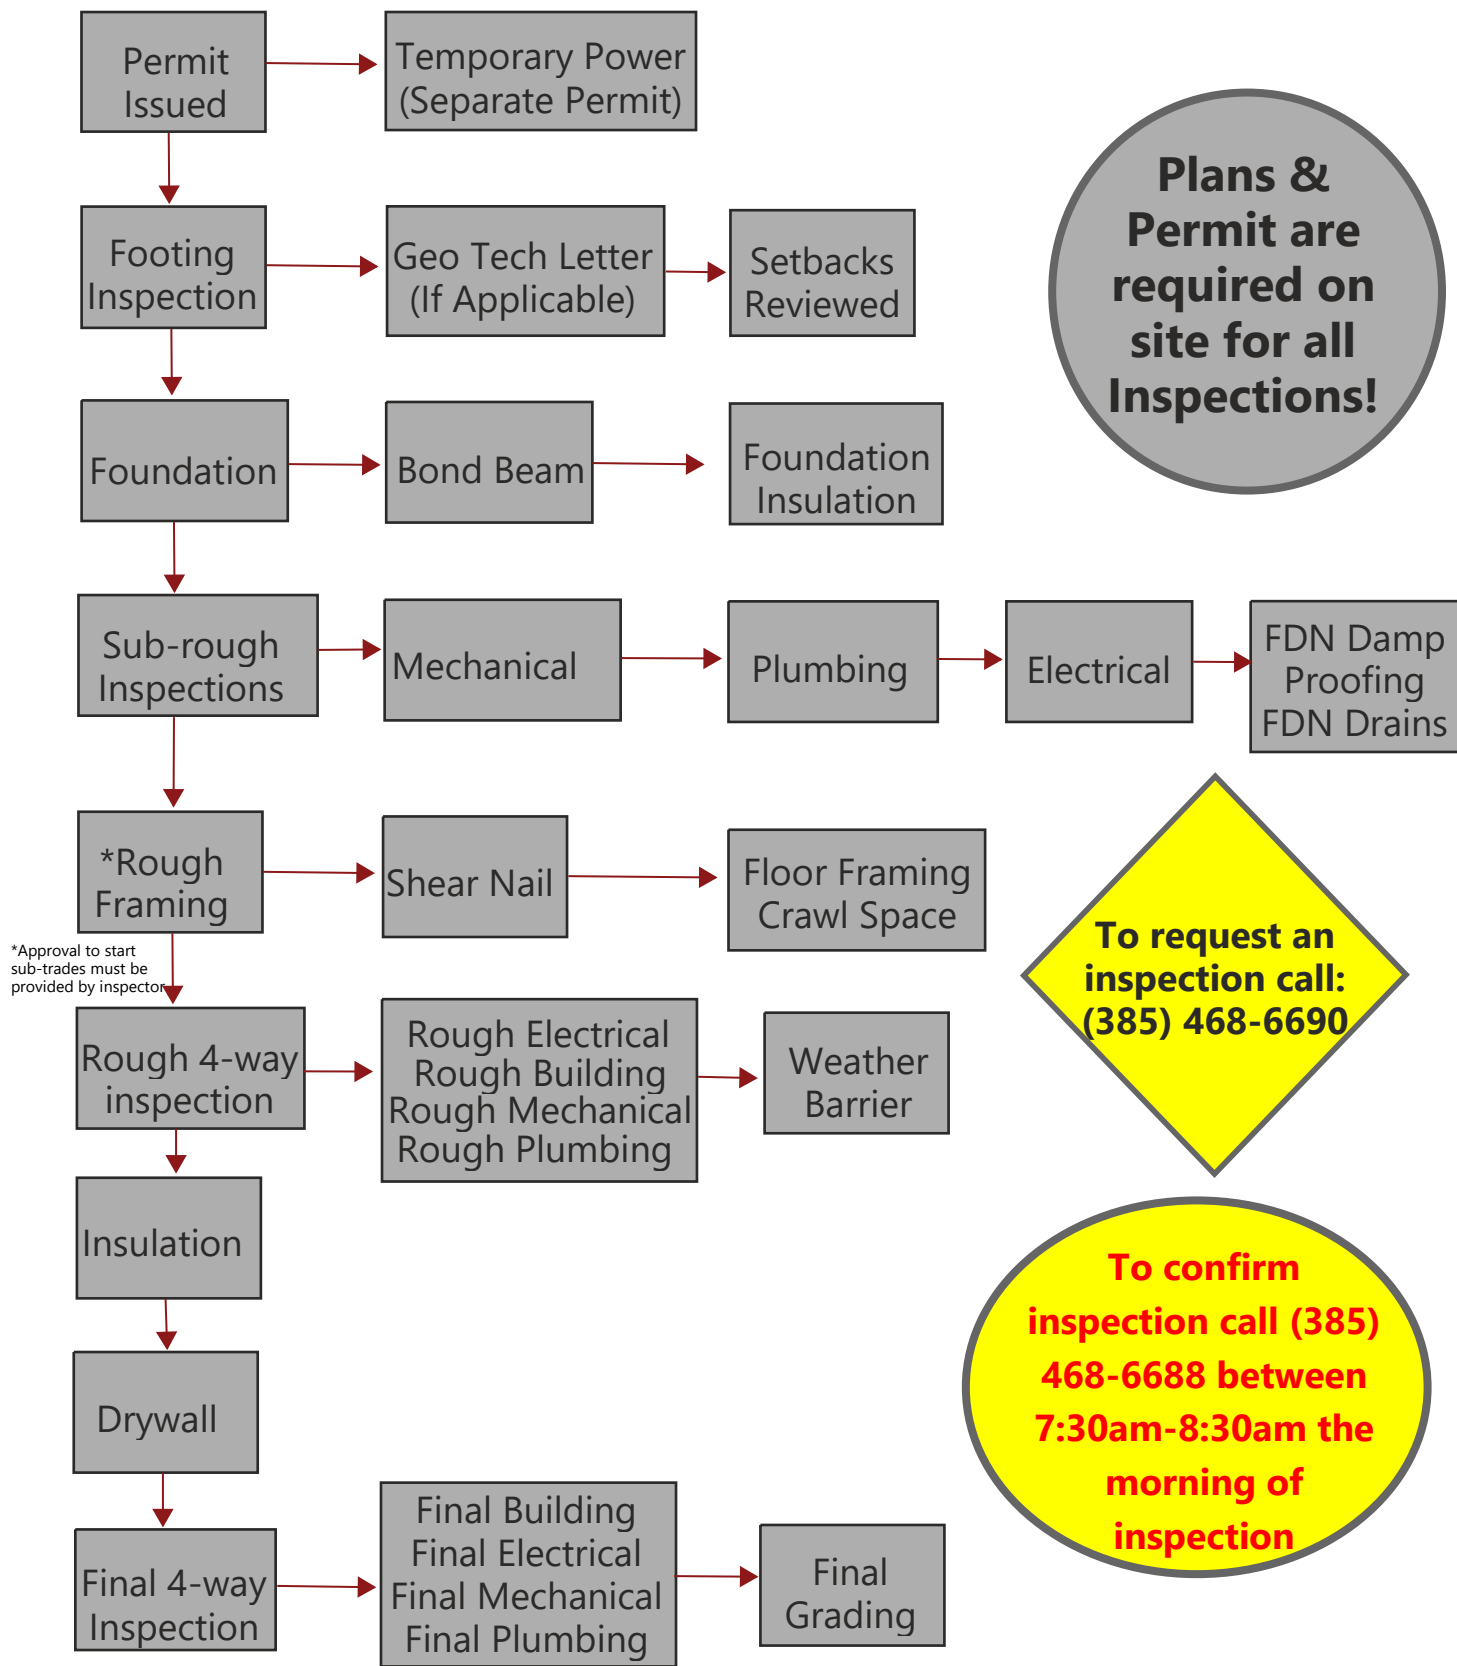 Permit
Issued
Temporary Power
(Separate Permit)
Plans &
Permit are
required on
site for all
Inspections!
Footing
Inspection
Geo Tech Letter
(If Applicable)
Setbacks
Reviewed
Foundation
Bond Beam
Foundation
Insulation
Sub-rough
Inspections
Mechanical
Plumbing
Electrical
FDN Damp
Proofing
FDN Drains
*Rough
Framing
Shear Nail
Floor Framing
Crawl Space
*Approval to start
sub-trades must be
provided by inspector
To request an
inspection call:
(385) 468-6690
Rough 4-way
inspection
Rough Electrical
Rough Building
Rough Mechanical
Rough Plumbing
Weather
Barrier
Insulation
To confirm
inspection call (385)
468-6688 between
7:30am-8:30am the
morning of
inspection
Drywall
Final 4-way
Inspection
Final Building
Final Electrical
Final Mechanical
Final Plumbing
Final
Grading